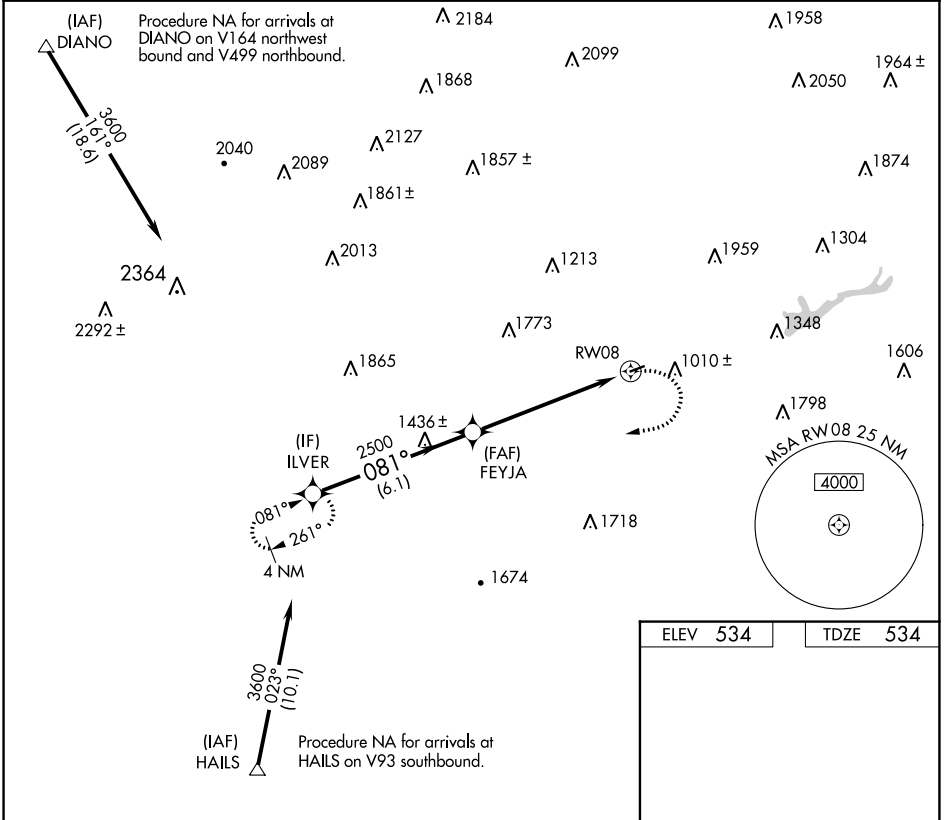 (IAF)
DIANO
Procedure NA for arrivals at
DIANO on V164 northwest
bound and V499 northbound.
2184
1958
2099
1964 ±
2050
1868
3600
161°
(18.6)
2127
2040
2089
1857 ±
1874
1861 ±
2013
1213
1959
1304
2364
2292 ±
1773
1348
RW08
1865
1010 ±
1606
1798
1436 ±
(IF)
ILVER
2500
081°
(6.1)
(FAF)
FEYJA
MSA RW 08 25 NM
4000
081°
261°
4 NM
1718
1674
3600
023°
(10.1)
ELEV 534
TDZE 534
(IAF)
HAILS
Procedure NA for arrivals at
HAILS on V93 southbound.